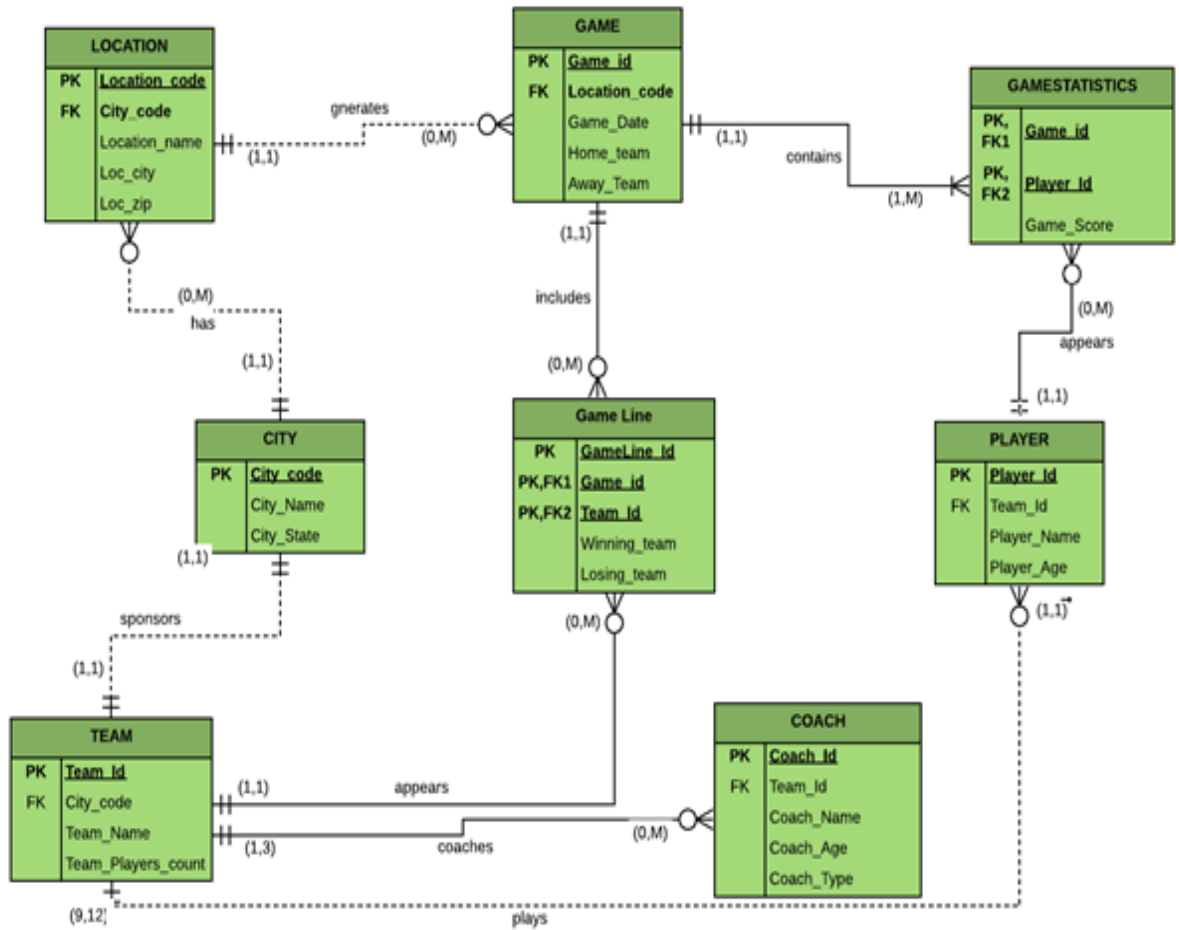 LOCATION
PK Location_code
FK City_code
Location_name
Loc_city
Loc_zip
gnerates
(1,1)
(0,M)
GAME
PK Game_id
FK Location_code
Game_Date
Home_team
Away_Team
(1,1)
contains
(1,M)
GAMESTATISTICS
PK,
FK1 Game_id
PK,
FK2 Player_Id
Game_Score
(0,M)
has
(1,1)
(1,1)
includes
(0,M)
(0,M)
appears
(1,1)
CITY
PK City_code
City_Name
City_State
(1,1)
Game Line
PK GameLine_Id
PK,FK1 Game_id
PK,FK2 Team_Id
Winning_team
Losing_team
(0,M)
PLAYER
PK Player_Id
FK Team_Id
Player_Name
Player_Age
(1,1)
sponsors
(1,1)
TEAM
PK Team_Id
FK City_code
Team_Name
Team_Players_count
(1,1)
appears
(1,3)
coaches
(0,M)
COACH
PK Coach_Id
FK Team_Id
Coach_Name
Coach_Age
Coach_Type
(9,12)
plays